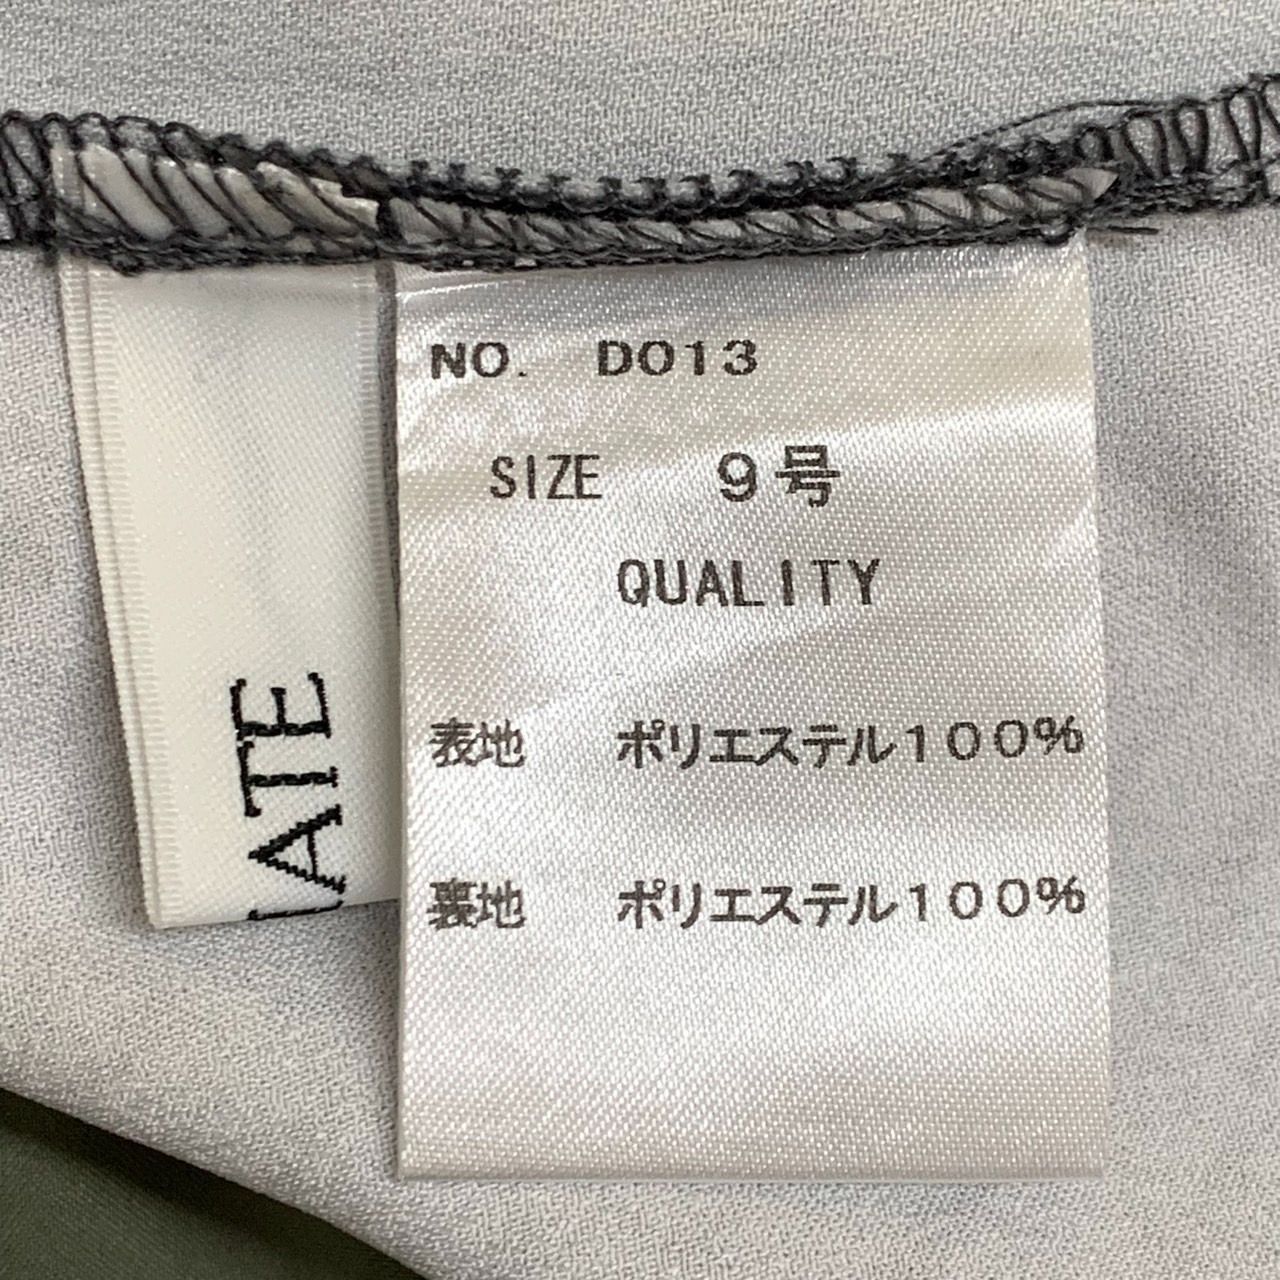 NO. D013
SIZE 9号
QUALITY
表地 ポリエステル100%
裏地 ポリエステル100%